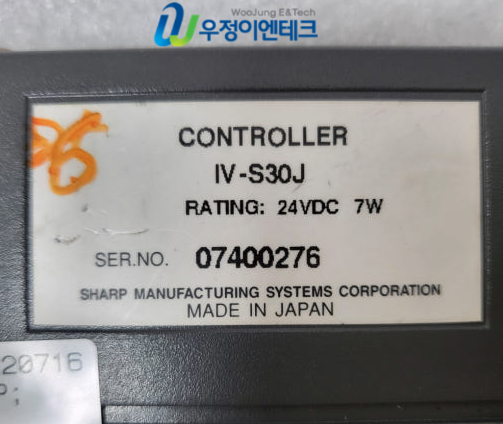 WooJung E&Tech
우정이엔테크
CONTROLLER
IV-S30J
RATING: 24VDC 7W
SER.NO. 07400276
SHARP MANUFACTURING SYSTEMS CORPORATION
MADE IN JAPAN
20716
P;